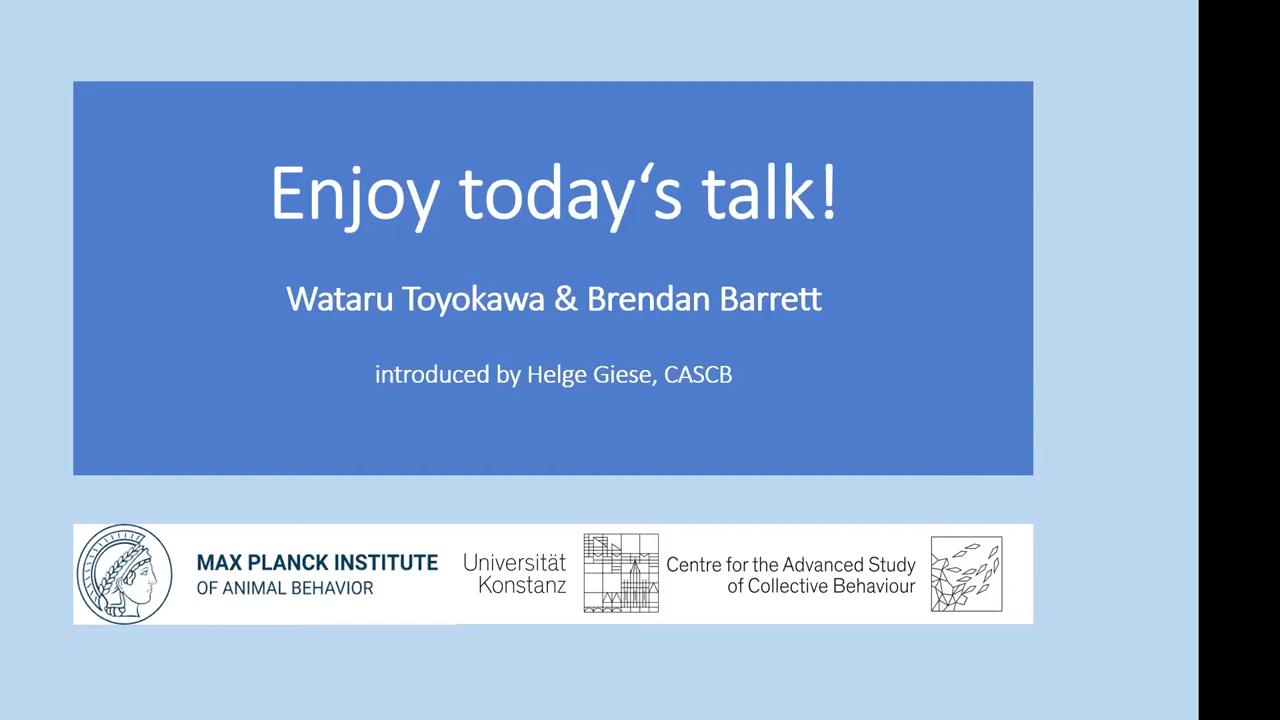 Enjoy today‘s talk!
Wataru Toyokawa & Brendan Barrett
introduced by Helge Giese, CASCB
MAX PLANCK INSTITUTE
OF ANIMAL BEHAVIOR
Universität
Konstanz
Centre for the Advanced Study
of Collective Behaviour